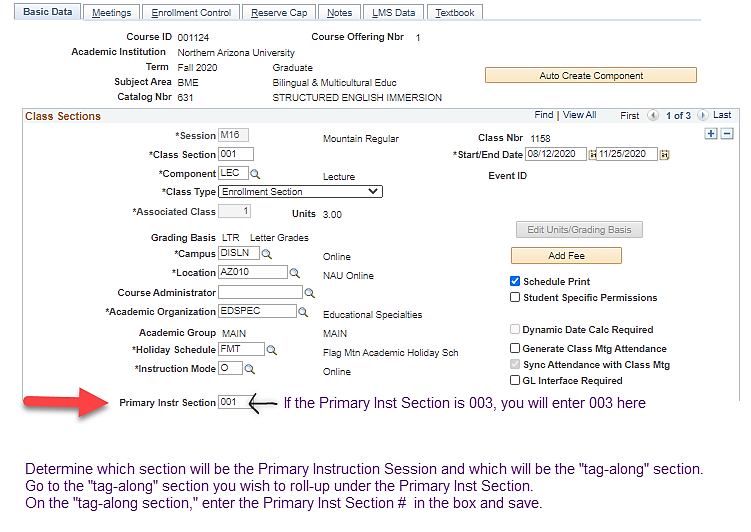 Basic Data Meetings Enrollment Control Reserve Cap Notes LMS Data Textbook
Course ID 001124 Course Offering Nbr 1
Academic Institution Northern Arizona University
Term Fall 2020 Graduate
Subject Area BME Bilingual & Multicultural Educ Auto Create Component
Catalog Nbr 631 STRUCTURED ENGLISH IMMERSION
Class Sections Find | View All First 1 of 3 Last
*Session M16 Mountain Regular Class Nbr 1158
*Class Section 001 *Start/End Date 08/12/2020 11/25/2020
*Component LEC Lecture Event ID
*Class Type Enrollment Section
*Associated Class 1 Units 3.00
Edit Units/Grading Basis
Grading Basis LTR Letter Grades
*Campus DISLN Online Add Fee
*Location AZ010 NAU Online
Schedule Print
Course Administrator Student Specific Permissions
*Academic Organization EDSPEC Educational Specialties
Academic Group MAIN MAIN Dynamic Date Calc Required
*Holiday Schedule FMT Flag Mtn Academic Holiday Sch Generate Class Mtg Attendance
*Instruction Mode O Online Sync Attendance with Class Mtg
GL Interface Required
Primary Instr Section 001 If the Primary Inst Section is 003, you will enter 003 here
Determine which section will be the Primary Instruction Session and which will be the "tag-along" section.
Go to the "tag-along" section you wish to roll-up under the Primary Inst Section.
On the "tag-along section," enter the Primary Inst Section # in the box and save.